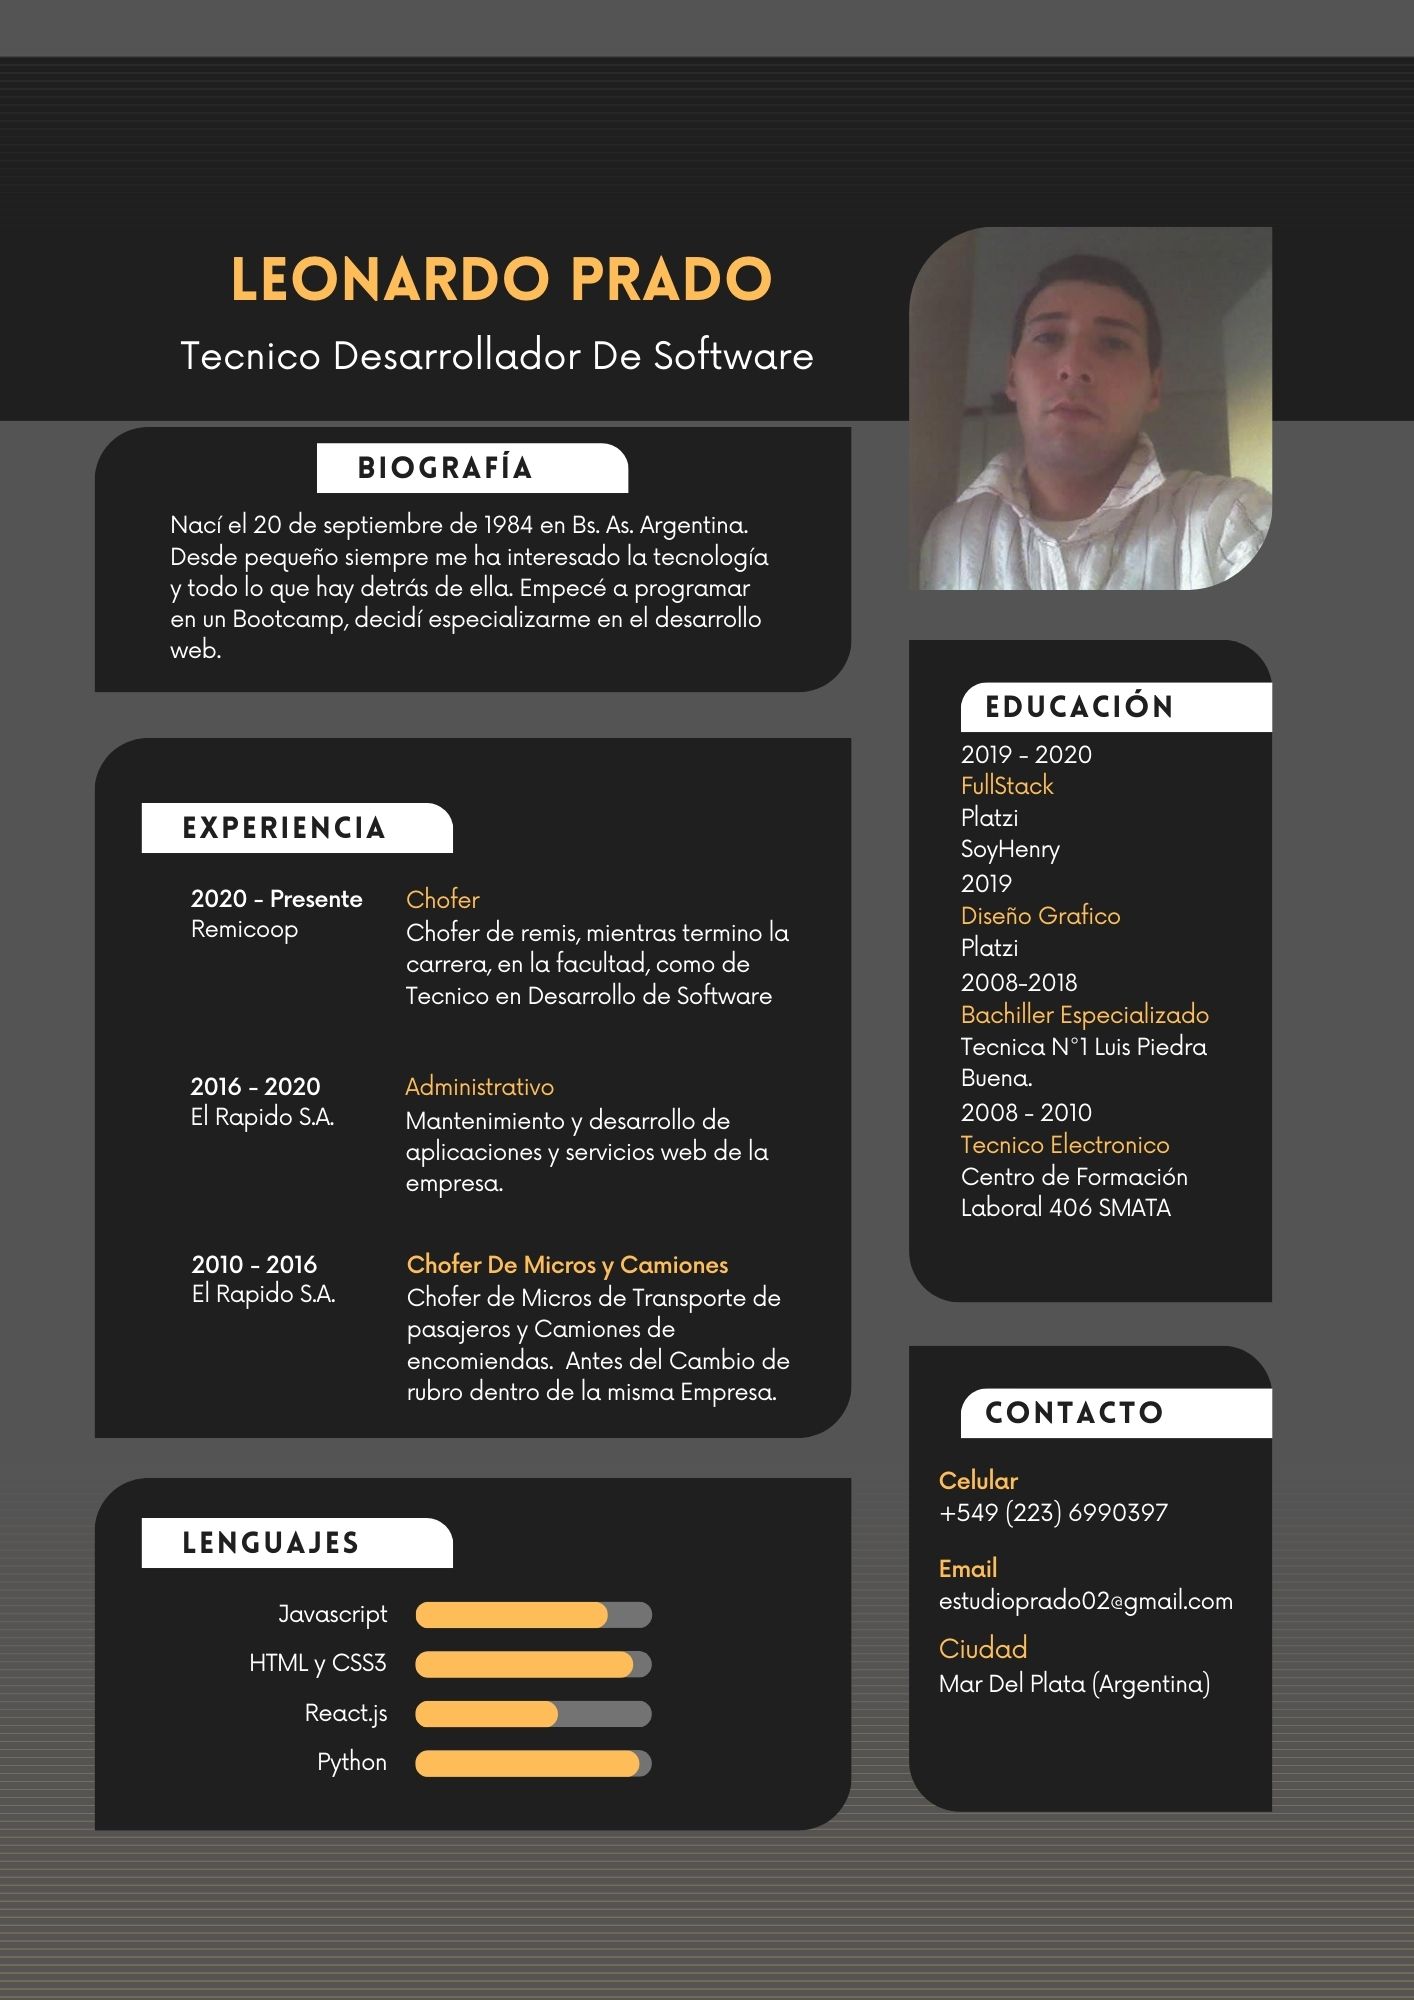 LEONARDO PRADO
Tecnico Desarrollador De Software
BIOGRAFÍA
Nací el 20 de septiembre de 1984 en Bs. As. Argentina.
Desde pequeño siempre me ha interesado la tecnología
y todo lo que hay detrás de ella. Empecé a programar
en un Bootcamp, decidí especializarme en el desarrollo
web.
EXPERIENCIA
2020 - Presente
Remicoop
Chofer
Chofer de remis, mientras termino la
carrera, en la facultad, como de
Tecnico en Desarrollo de Software
2016 - 2020
El Rapido S.A.
Administrativo
Mantenimiento y desarrollo de
aplicaciones y servicios web de la
empresa.
2010 - 2016
El Rapido S.A.
Chofer De Micros y Camiones
Chofer de Micros de Transporte de
pasajeros y Camiones de
encomiendas.  Antes del Cambio de
rubro dentro de la misma Empresa.
LENGUAJES
Javascript
HTML y CSS3
React.js
Python
EDUCACIÓN
2019 - 2020
FullStack
Platzi
SoyHenry
2019
Diseño Grafico
Platzi
2008-2018
Bachiller Especializado
Tecnica N°1 Luis Piedra
Buena.
2008 - 2010
Tecnico Electronico
Centro de Formación
Laboral 406 SMATA
CONTACTO
Celular
+549 (223) 6990397
Email
estudioprado02@gmail.com
Ciudad
Mar Del Plata (Argentina)